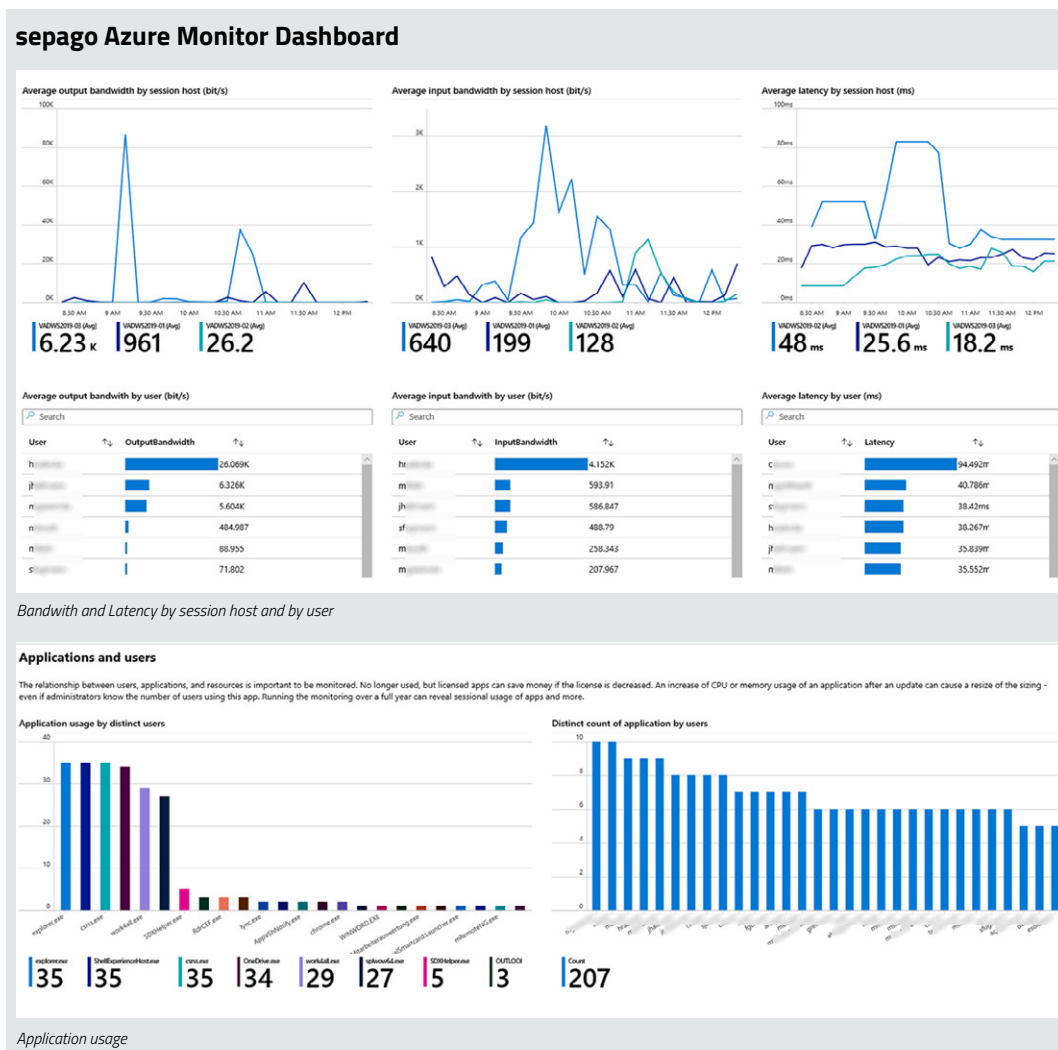 sepago Azure Monitor Dashboard
Average output bandwidth by session host (bit/s)
100K
80K
60K
40K
20K
0K
8.30 AM 9 AM 9.30 AM 10 AM 10.30 AM 11 AM 11.30 AM 12 PM
VADWS2019-03 (Avg) VADWS2019-01 (Avg) VADWS2019-02 (Avg)
6.23 K 961 26.2
Average input bandwidth by session host (bit/s)
3K
2K
1K
0K
8.30 AM 9 AM 9.30 AM 10 AM 10.30 AM 11 AM 11.30 AM 12 PM
VADWS2019-03 (Avg) VADWS2019-01 (Avg) VADWS2019-02 (Avg)
640 199 128
Average latency by session host (ms)
100ms
80ms
60ms
40ms
20ms
0ms
8.30 AM 9 AM 9.30 AM 10 AM 10.30 AM 11 AM 11.30 AM 12 PM
VADWS2019-02 (Avg) VADWS2019-01 (Avg) VADWS2019-03 (Avg)
48 ms 25.6 ms 18.2 ms
Average output bandwith by user (bit/s)
Search
User OutputBandwidth
26.069K
6.326K
5.604K
484.987
88.955
71.802
Average input bandwith by user (bit/s)
Search
User InputBandwidth
4.152K
593.91
586.847
488.79
258.343
207.967
Average latency by user (ms)
Search
User Latency
94.492m
40.786m
38.42ms
38.267m
35.839m
35.552m
Bandwith and Latency by session host and by user
Applications and users
The relationship between users, applications, and resources is important to be monitored. No longer used, but licensed apps can save money if the license is decreased. An increase of CPU or memory usage of an application after an update can cause a resize of the sizing -
even if administrators know the number of users using this app. Running the monitoring over a full year can reveal sessional usage of apps and more.
Application usage by distinct users
40
30
20
10
0
explorer.exe csrss.exe work4all.exe SDXHelper.exe RdrCEF.exe lync.exe AppVShNotify.exe chrome.exe WINWORD.EXE mRemoteNG.exe
explorer.exe ShellExperienceHost.exe csrss.exe OneDrive.exe work4all.exe splwow64.exe SDXHelper.exe OUTLOOI
35 35 35 34 29 27 5 3
Distinct count of application by users
10
8
6
4
2
0
Count
207
Application usage